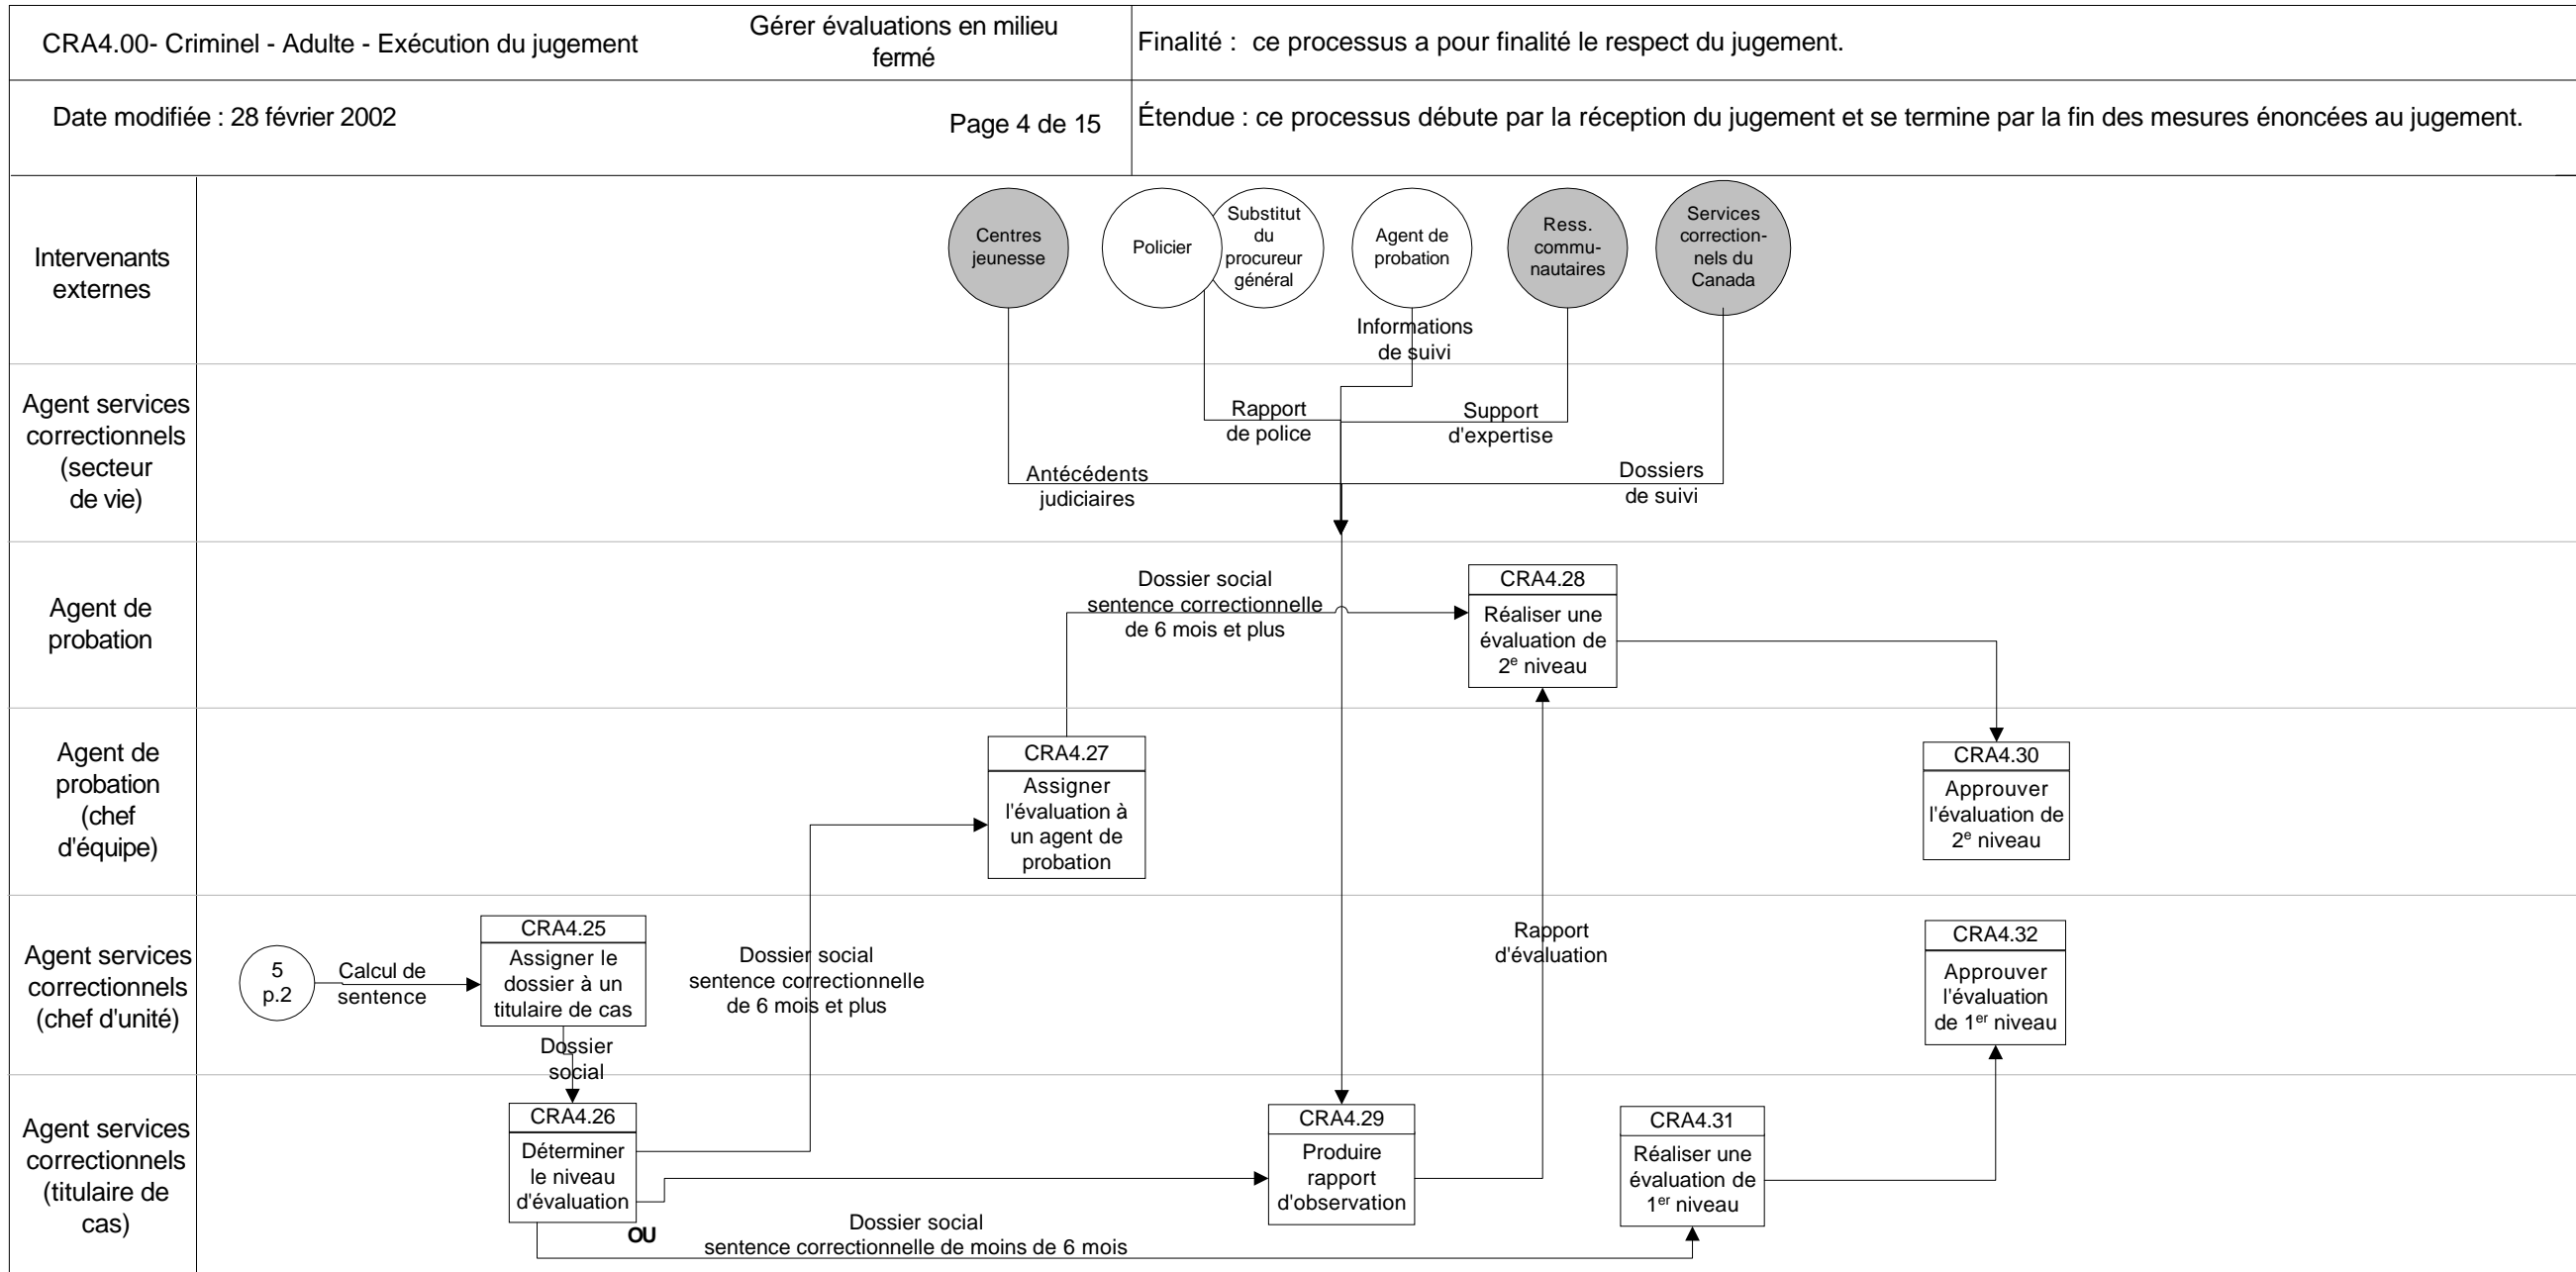 CRA4.00- Criminel - Adulte - Exécution du jugement
Gérer évaluations en milieu
fermé
Finalité : ce processus a pour finalité le respect du jugement.
Date modifiée : 28 février 2002
Page 4 de 15
Étendue : ce processus débute par la réception du jugement et se termine par la fin des mesures énoncées au jugement.
Intervenants
externes
Centres
jeunesse
Policier
Substitut
du
procureur
général
Agent de
probation
Ress.
commu-
nautaires
Services
correction-
nels du
Canada
Informations
de suivi
Agent services
correctionnels
(secteur
de vie)
Rapport
de police
Support
d'expertise
Antécédents
judiciaires
Dossiers
de suivi
Agent de
probation
Dossier social
sentence correctionnelle
de 6 mois et plus
CRA4.28
Réaliser une
évaluation de
2e niveau
Agent de
probation
(chef
d'équipe)
CRA4.27
Assigner
l'évaluation à
un agent de
probation
CRA4.30
Approuver
l'évaluation de
2e niveau
Agent services
correctionnels
(chef d'unité)
5
p.2
Calcul de
sentence
CRA4.25
Assigner le
dossier à un
titulaire de cas
Dossier social
sentence correctionnelle
de 6 mois et plus
Rapport
d'évaluation
CRA4.32
Approuver
l'évaluation
de 1er niveau
Dossier
social
Agent services
correctionnels
(titulaire de
cas)
CRA4.26
Déterminer
le niveau
d'évaluation
OU
Dossier social
sentence correctionnelle de moins de 6 mois
CRA4.29
Produire
rapport
d'observation
CRA4.31
Réaliser une
évaluation de
1er niveau